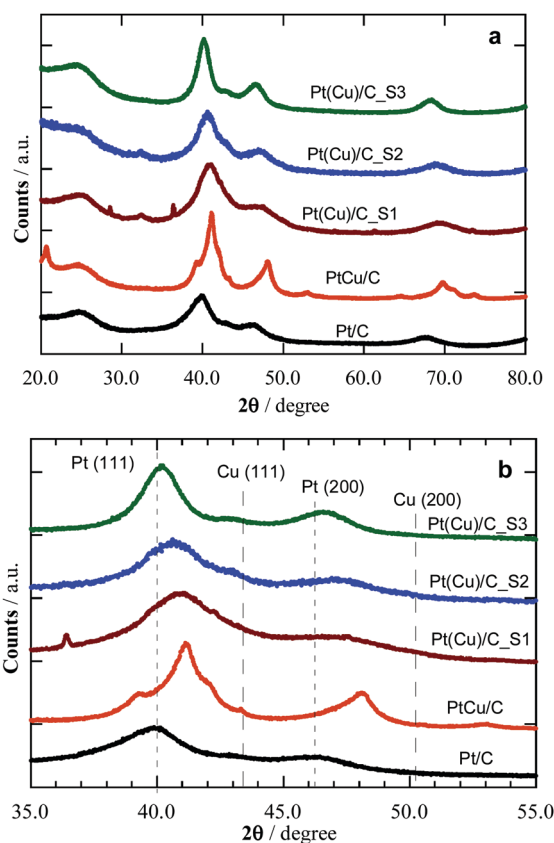 a
Pt(Cu)/C_S3
Pt(Cu)/C_S2
Pt(Cu)/C_S1
PtCu/C
Pt/C
Counts / a.u.
20.0 30.0 40.0 50.0 60.0 70.0 80.0
2θ / degree
b
Pt (111)
Cu (111)
Pt (200)
Cu (200)
Pt(Cu)/C_S3
Pt(Cu)/C_S2
Pt(Cu)/C_S1
PtCu/C
Pt/C
Counts / a.u.
35.0 40.0 45.0 50.0 55.0
2θ / degree